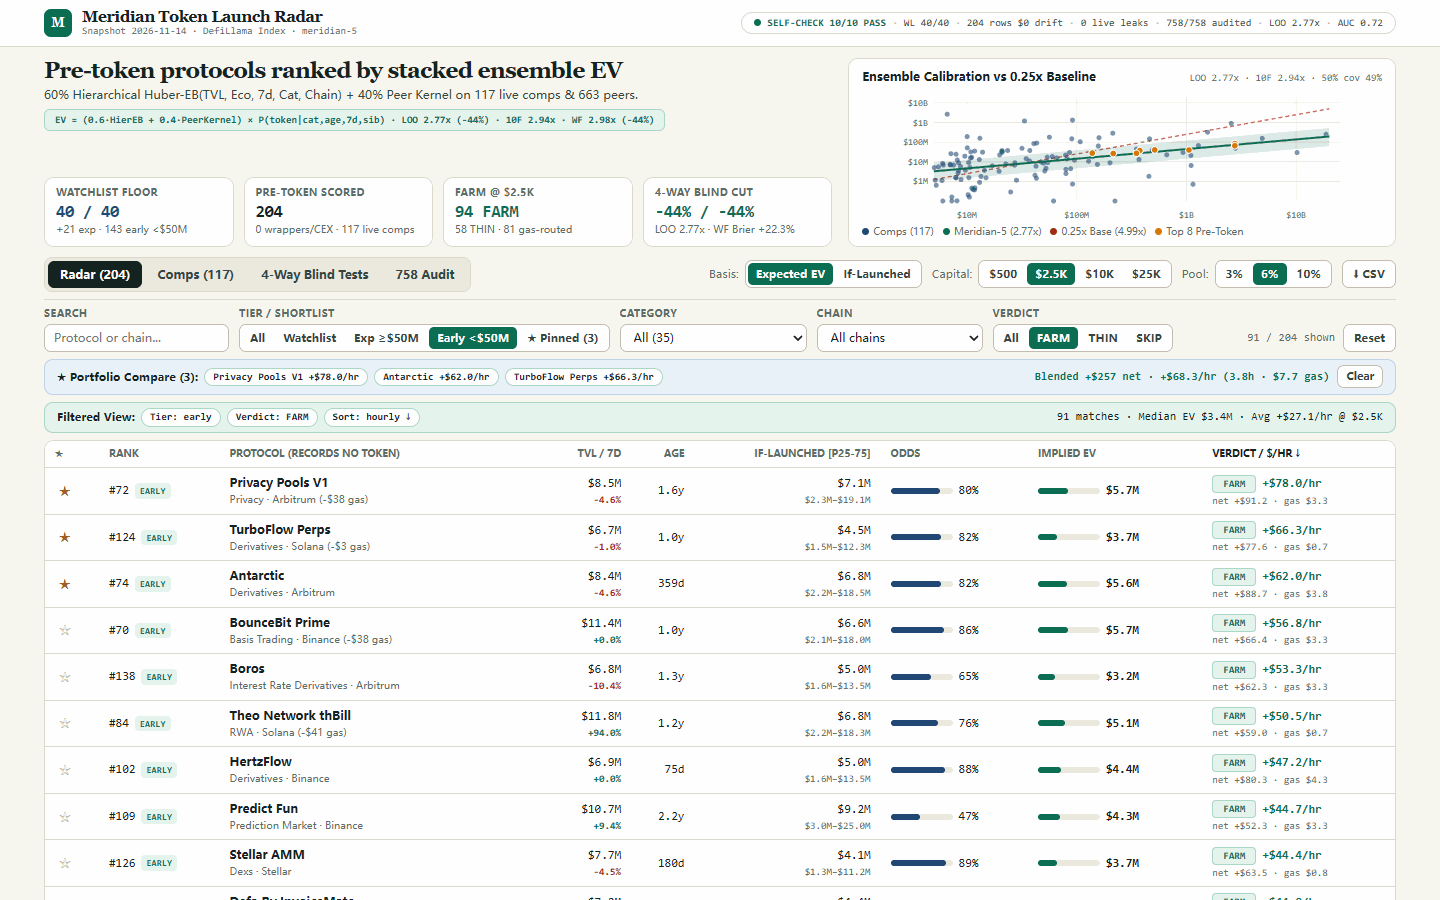 M
Meridian Token Launch Radar
Snapshot 2026-11-14 · DefiLlama Index · meridian-5
SELF-CHECK 10/10 PASS · WL 40/40 · 204 rows $0 drift · 0 live leaks · 758/758 audited · LOO 2.77x · AUC 0.72
Pre-token protocols ranked by stacked ensemble EV
60% Hierarchical Huber-EB(TVL, Eco, 7d, Cat, Chain) + 40% Peer Kernel on 117 live comps & 663 peers.
EV = (0.6·HierEB + 0.4·PeerKernel) × P(token|cat,age,7d,sib) · LOO 2.77x (-44%) · 10F 2.94x · WF 2.98x (-44%)
WATCHLIST FLOOR
40 / 40
+21 exp · 143 early <$50M
PRE-TOKEN SCORED
204
0 wrappers/CEX · 117 live comps
FARM @ $2.5K
94 FARM
58 THIN · 81 gas-routed
4-WAY BLIND CUT
-44% / -44%
LOO 2.77x · WF Brier +22.3%
Ensemble Calibration vs 0.25x Baseline
LOO 2.77x · 10F 2.94x · 50% cov 49%
$10B
$1B
$100M
$10M
$1M
$10M $100M $1B $10B
Comps (117) Meridian-5 (2.77x) 0.25x Base (4.99x) Top 8 Pre-Token
Radar (204) Comps (117) 4-Way Blind Tests 758 Audit
Basis: Expected EV If-Launched Capital: $500 $2.5K $10K $25K Pool: 3% 6% 10% ⭳ CSV
SEARCH TIER / SHORTLIST CATEGORY CHAIN VERDICT
Protocol or chain... All Watchlist Exp ≥$50M Early <$50M ★ Pinned (3) All (35) All chains All FARM THIN SKIP 91 / 204 shown Reset
★ Portfolio Compare (3): Privacy Pools V1 +$78.0/hr Antarctic +$62.0/hr TurboFlow Perps +$66.3/hr Blended +$257 net · +$68.3/hr (3.8h · $7.7 gas) Clear
Filtered View: Tier: early Verdict: FARM Sort: hourly ↓ 91 matches · Median EV $3.4M · Avg +$27.1/hr @ $2.5K
★ RANK PROTOCOL (RECORDS NO TOKEN) TVL / 7D AGE IF-LAUNCHED [P25-75] ODDS IMPLIED EV VERDICT / $/HR ↓
★ #72 EARLY Privacy Pools V1 $8.5M 1.6y $7.1M 80% $5.7M FARM +$78.0/hr
Privacy · Arbitrum (-$38 gas) -4.6% $2.3M–$19.1M net +$91.2 · gas $3.3
★ #124 EARLY TurboFlow Perps $6.7M 1.0y $4.5M 82% $3.7M FARM +$66.3/hr
Derivatives · Solana (-$3 gas) -1.0% $1.5M–$12.3M net +$77.6 · gas $0.7
★ #74 EARLY Antarctic $8.4M 359d $6.8M 82% $5.6M FARM +$62.0/hr
Derivatives · Arbitrum -4.6% $2.2M–$18.5M net +$88.7 · gas $3.8
☆ #70 EARLY BounceBit Prime $11.4M 1.0y $6.6M 86% $5.7M FARM +$56.8/hr
Basis Trading · Binance (-$38 gas) +0.0% $2.1M–$18.0M net +$66.4 · gas $3.3
☆ #138 EARLY Boros $6.8M 1.3y $5.0M 65% $3.2M FARM +$53.3/hr
Interest Rate Derivatives · Arbitrum -10.4% $1.6M–$13.5M net +$62.3 · gas $3.3
☆ #84 EARLY Theo Network thBill $11.8M 1.2y $6.8M 76% $5.1M FARM +$50.5/hr
RWA · Solana (-$41 gas) +94.0% $2.2M–$18.3M net +$59.0 · gas $0.7
☆ #102 EARLY HertzFlow $6.9M 75d $5.0M 88% $4.4M FARM +$47.2/hr
Derivatives · Binance +0.0% $1.6M–$13.5M net +$80.3 · gas $4.3
☆ #109 EARLY Predict Fun $10.7M 2.2y $9.2M 47% $4.3M FARM +$44.7/hr
Prediction Market · Binance +9.4% $3.0M–$25.0M net +$52.3 · gas $3.3
☆ #126 EARLY Stellar AMM $7.7M 180d $4.1M 89% $3.7M FARM +$44.4/hr
Dexs · Stellar -4.5% $1.3M–$11.2M net +$63.5 · gas $0.8